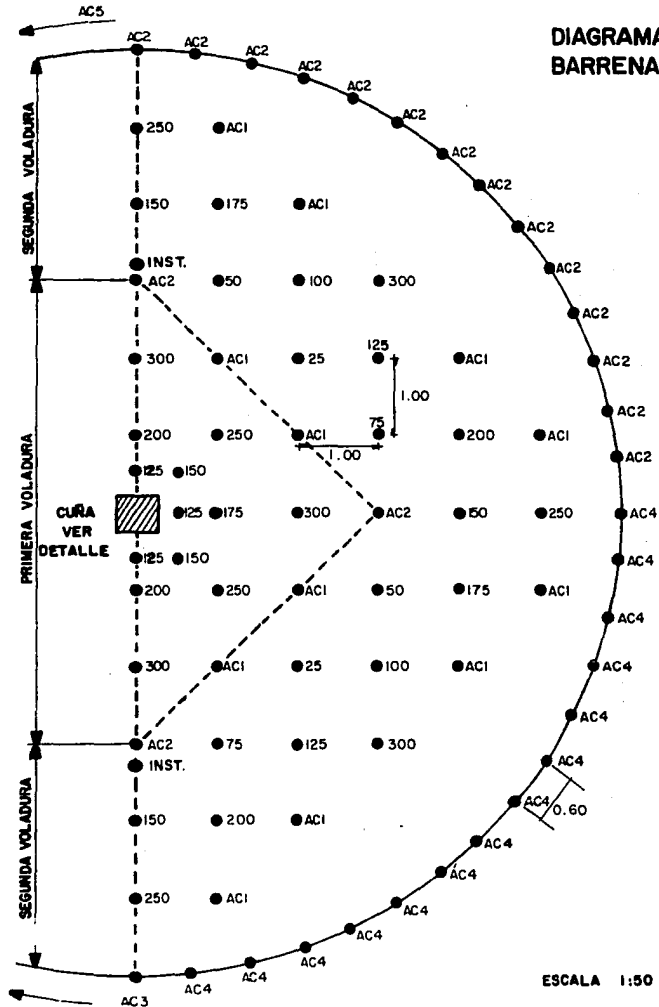 AC5
DIAGRAMA
BARRENA
AC2 AC2 AC2 AC2
AC2
AC2
250 AC1
AC2
AC2
150 175 AC1
AC2
INST.
AC2
AC2 50 100 300
AC2
125
300 AC1 25 AC1 AC2
1.00
AC2
75
200 250 AC1 200 AC1
1.00
AC2
125 150
CUÑA
VER
DETALLE
125 175 300 AC2 150 250 AC4
125 150
AC4
200 250 AC1 50 175 AC1
AC4
300 AC1 25 100 AC1 AC4
AC4
AC2 75 125 300
INST.
AC4
AC4
0.60
150 200 AC1
AC4
AC4
250 AC1
AC4
AC4
AC4
AC4
AC4
AC3
SEGUNDA VOLADURA
PRIMERA VOLADURA
SEGUNDA VOLADURA
ESCALA 1:50